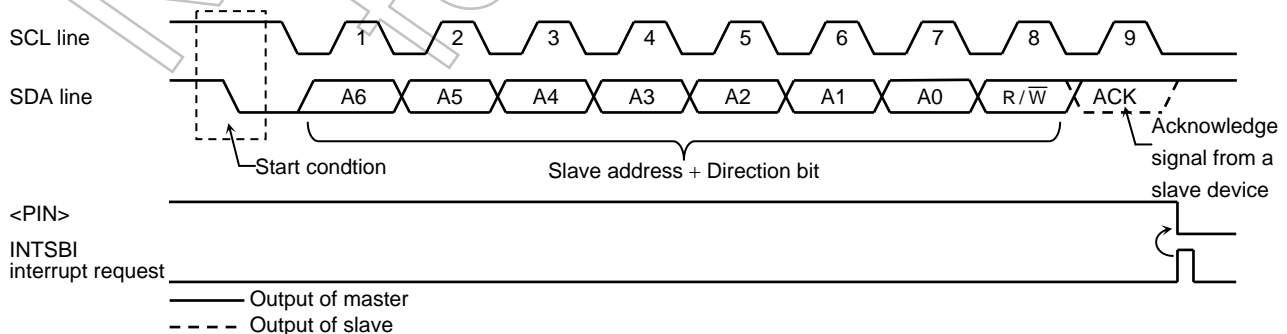 SCL line
1 2 3 4 5 6 7 8 9
SDA line
A6 A5 A4 A3 A2 A1 A0 R / W̅ ACK
Acknowledge
signal from a
slave device
Start condtion
Slave address + Direction bit
<PIN>
INTSBI
interrupt request
Output of master
Output of slave